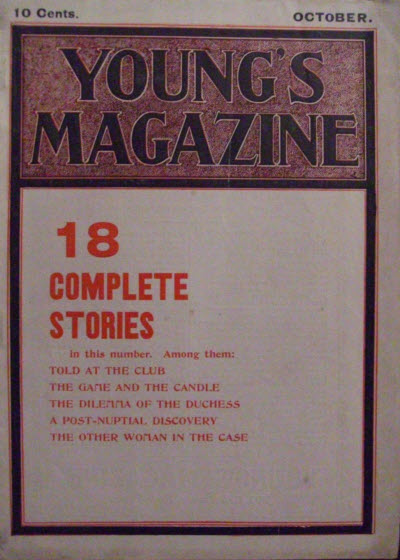 10 Cents.
OCTOBER.
YOUNG'S
MAGAZINE
18
COMPLETE
STORIES
in this number. Among them:
TOLD AT THE CLUB
THE GAME AND THE CANDLE
THE DILEMMA OF THE DUCHESS
A POST-NUPTIAL DISCOVERY
THE OTHER WOMAN IN THE CASE